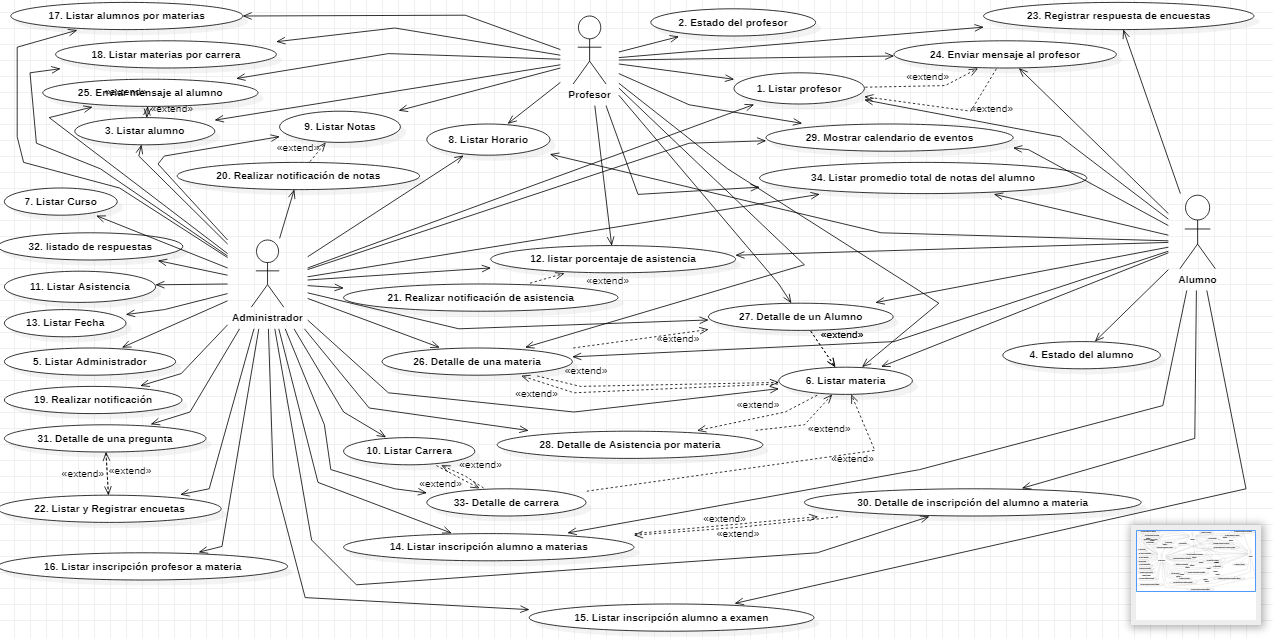 17. Listar alumnos por materias
2. Estado del profesor
23. Registrar respuesta de encuestas
18. Listar materias por carrera
24. Enviar mensaje al profesor
«extend»
25. Enviar mensaje al alumno
«extend»
Profesor
1. Listar profesor
«extend»
«extend»
3. Listar alumno
9. Listar Notas
8. Listar Horario
29. Mostrar calendario de eventos
«extend»
20. Realizar notificación de notas
34. Listar promedio total de notas del alumno
7. Listar Curso
32. listado de respuestas
12. listar porcentaje de asistencia
«extend»
Alumno
11. Listar Asistencia
21. Realizar notificación de asistencia
Administrador
27. Detalle de un Alumno
13. Listar Fecha
«extend»
«extend»
5. Listar Administrador
26. Detalle de una materia
4. Estado del alumno
«extend»
6. Listar materia
«extend»
19. Realizar notificación
«extend»
«extend»
31. Detalle de una pregunta
28. Detalle de Asistencia por materia
10. Listar Carrera
«extend»
«extend»
«extend»
«extend»
33- Detalle de carrera
30. Detalle de inscripción del alumno a materia
22. Listar y Registrar encuetas
«extend»
«extend»
14. Listar inscripción alumno a materias
16. Listar inscripción profesor a materia
15. Listar inscripción alumno a examen